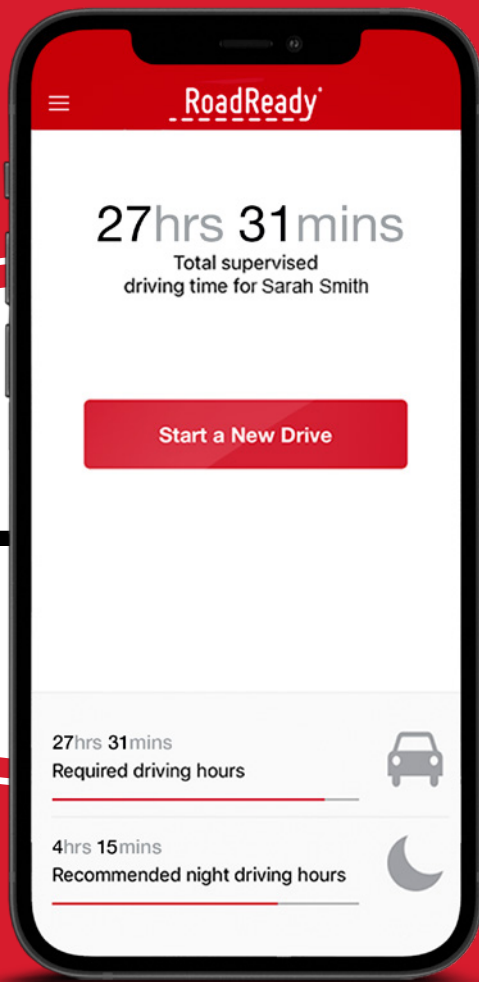 RoadReady®
27hrs 31mins
Total supervised
driving time for Sarah Smith
Start a New Drive
27hrs 31mins
Required driving hours
4hrs 15mins
Recommended night driving hours